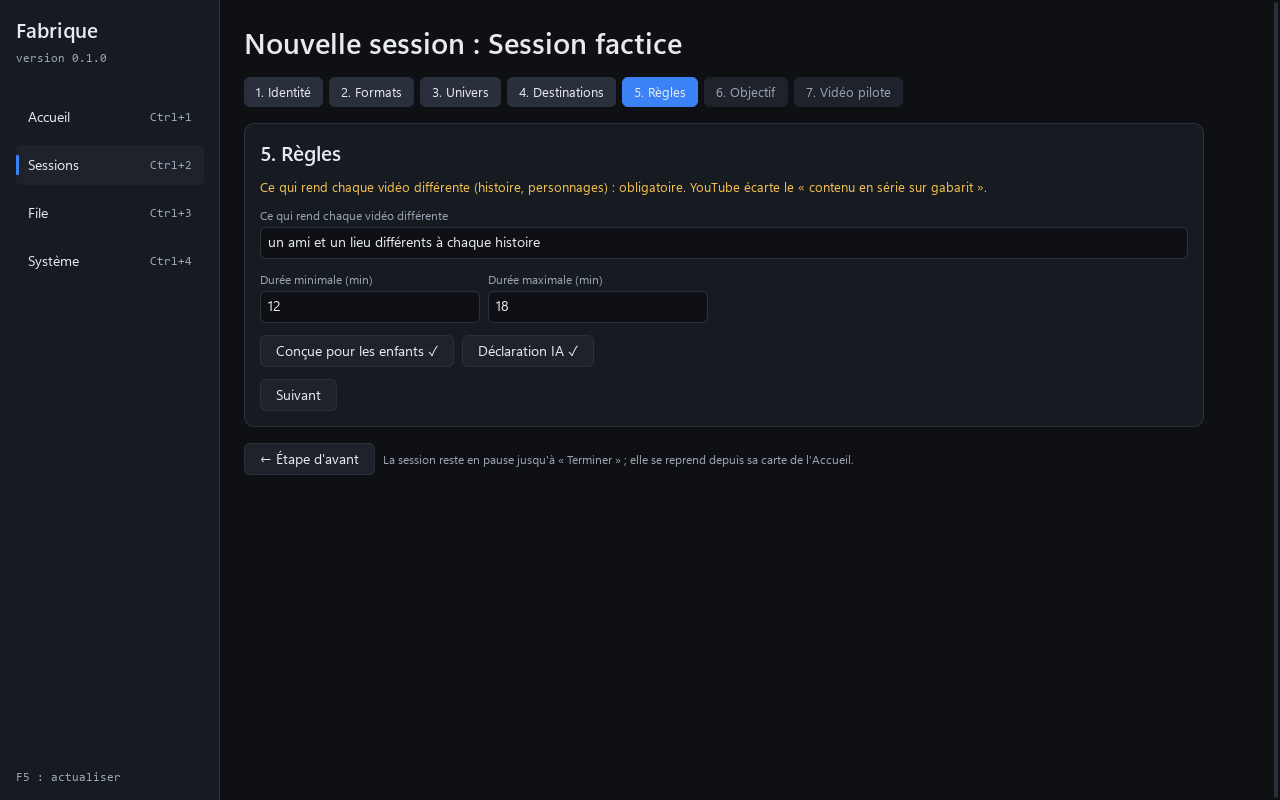 Fabrique
version 0.1.0
Accueil Ctrl+1
Sessions Ctrl+2
File Ctrl+3
Système Ctrl+4
F5 : actualiser
Nouvelle session : Session factice
1. Identité 2. Formats 3. Univers 4. Destinations 5. Règles 6. Objectif 7. Vidéo pilote
5. Règles
Ce qui rend chaque vidéo différente (histoire, personnages) : obligatoire. YouTube écarte le « contenu en série sur gabarit ».
Ce qui rend chaque vidéo différente
un ami et un lieu différents à chaque histoire
Durée minimale (min) Durée maximale (min)
12 18
Conçue pour les enfants ✓ Déclaration IA ✓
Suivant
← Étape d'avant La session reste en pause jusqu'à « Terminer » ; elle se reprend depuis sa carte de l'Accueil.